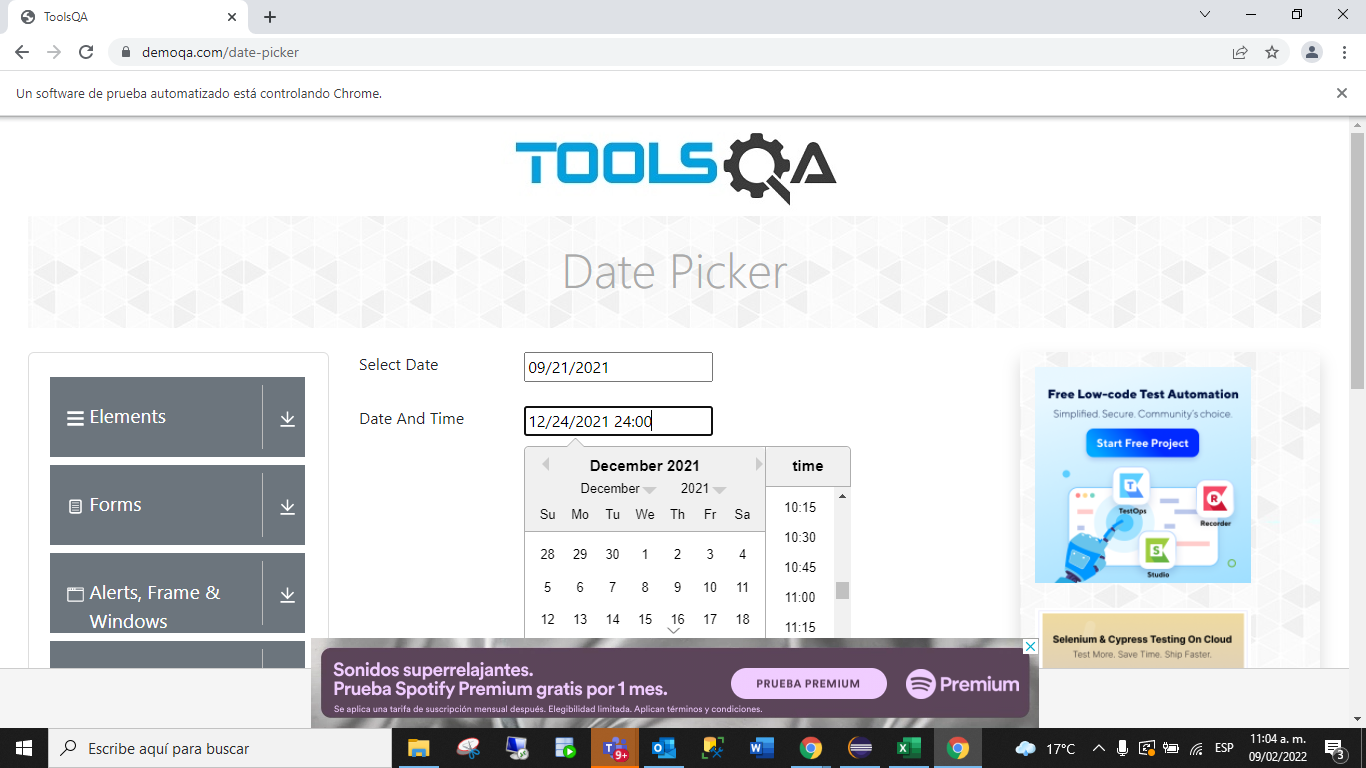 ToolsQA
demoqa.com/date-picker
Un software de prueba automatizado está controlando Chrome.
TOOLSQA
Date Picker
Elements
Forms
Alerts, Frame &
Windows
Select Date
09/21/2021
Date And Time
12/24/2021 24:00
December 2021
December 2021
Su Mo Tu We Th Fr Sa
28 29 30 1 2 3 4
5 6 7 8 9 10 11
12 13 14 15 16 17 18
time
10:15
10:30
10:45
11:00
11:15
Free Low-code Test Automation
Simplified. Secure. Community's choice.
Start Free Project
TestOps
Recorder
Studio
Selenium & Cypress Testing On Cloud
Test More. Save Time. Ship Faster.
Sonidos superrelajantes.
Prueba Spotify Premium gratis por 1 mes.
Se aplica una tarifa de suscripción mensual después. Elegibilidad limitada. Aplican términos y condiciones.
PRUEBA PREMIUM
Premium
Escribe aquí para buscar
9+
17°C
ESP
11:04 a. m.
09/02/2022
3